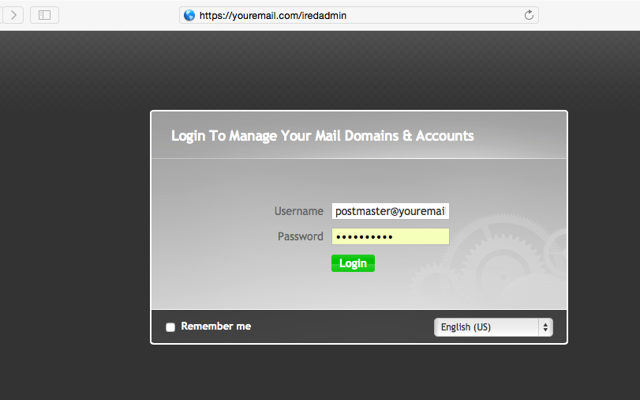 https://youremail.com/iredadmin
Login To Manage Your Mail Domains & Accounts
Username postmaster@youremail
Password ••••••••••
Login
Remember me English (US)